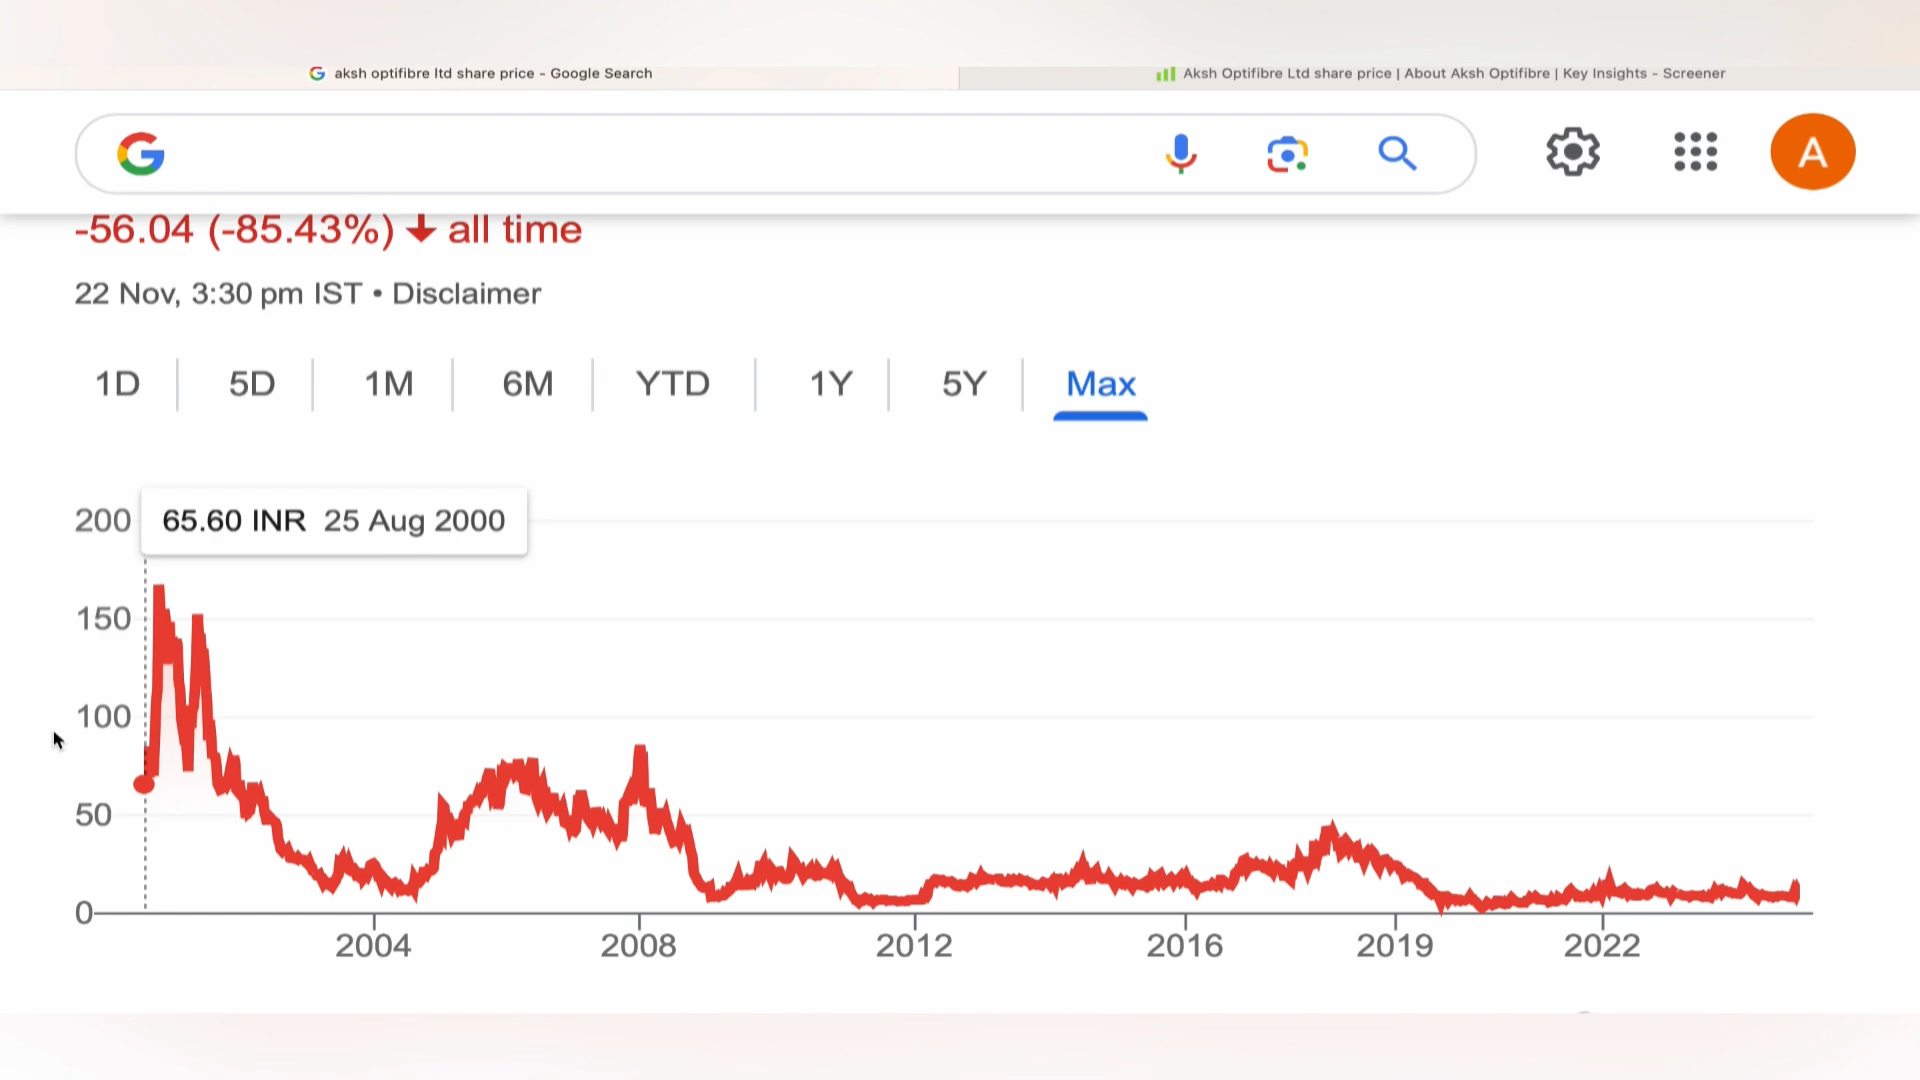 aksh optifibre ltd share price - Google Search
Aksh Optifibre Ltd share price | About Aksh Optifibre | Key Insights - Screener
A
-56.04 (-85.43%) ↓ all time
22 Nov, 3:30 pm IST • Disclaimer
1D 5D 1M 6M YTD 1Y 5Y Max
200
65.60 INR 25 Aug 2000
150
100
50
0
2004 2008 2012 2016 2019 2022